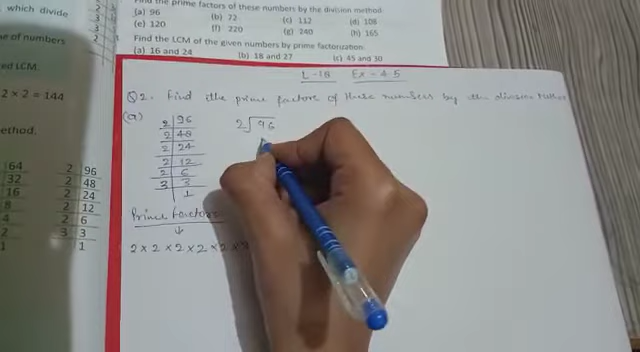 which divide
Find the prime factors of these numbers by the division method.
(a) 96 (b) 72 (c) 112 (d) 108
(e) 120 (f) 220 (g) 240 (h) 165
Find the LCM of the given numbers by prime factorization.
(a) 16 and 24 (b) 18 and 27 (c) 45 and 30
of numbers
ed LCM.
2 × 2 = 144
ethod.
64 2 96
32 2 48
16 2 24
8 2 12
4 2 6
2 3 3
1 1
L-18 Ex-4.5
Q2. Find the prime factors of these numbers by the division Method
(a)
2 96
2 48
2 24
2 12
2 6
3 3
1
2 96
Prime Factors
↓
2 × 2 × 2 × 2 × 2 ×